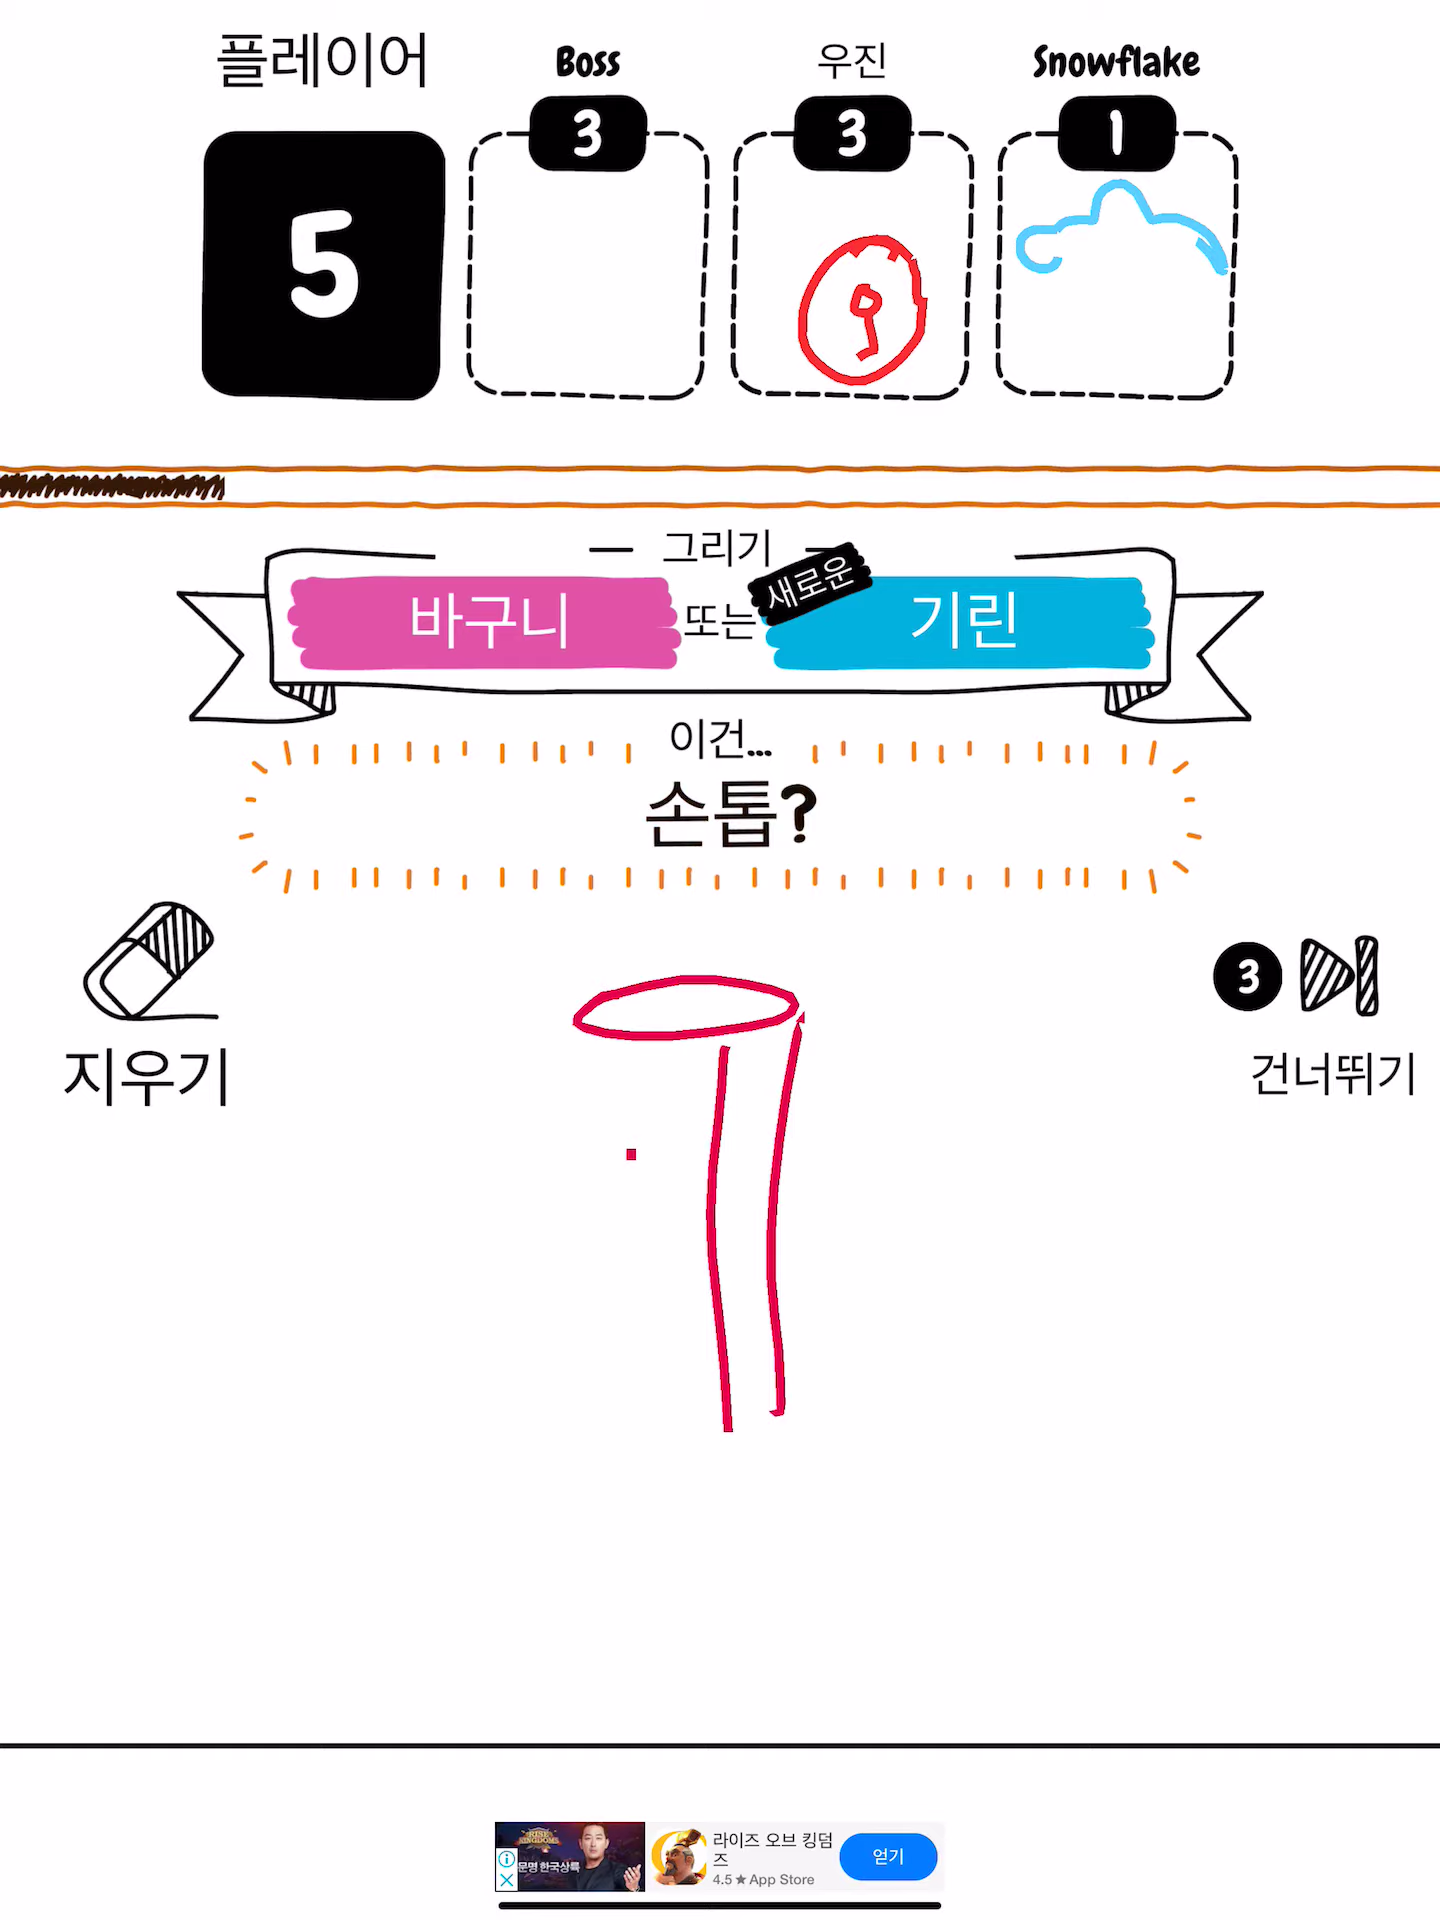 플레이어
5
Boss
3
우진
3
Snowflake
1
그리기
바구니
또는
새로운
기린
이건...
손톱?
지우기
3
건너뛰기
RISE
KINGDOMS
문명 한국상륙
라이즈 오브 킹덤
즈
4.5 ★ App Store
얻기